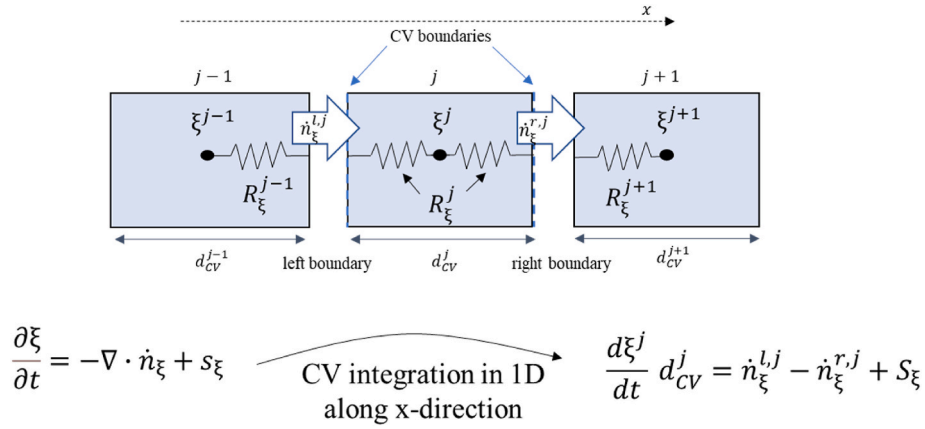 x
CV boundaries
j − 1
j
j + 1
ξ^{j−1}
ṅ_ξ^{l,j}
ξ^j
ṅ_ξ^{r,j}
ξ^{j+1}
R_ξ^{j−1}
R_ξ^j
R_ξ^{j+1}
d_{CV}^{j−1}
left boundary
d_{CV}^j
right boundary
d_{CV}^{j+1}
∂ξ/∂t = −∇ · ṅ_ξ + s_ξ
CV integration in 1D
along x-direction
dξ^j/dt d_{CV}^j = ṅ_ξ^{l,j} − ṅ_ξ^{r,j} + S_ξ